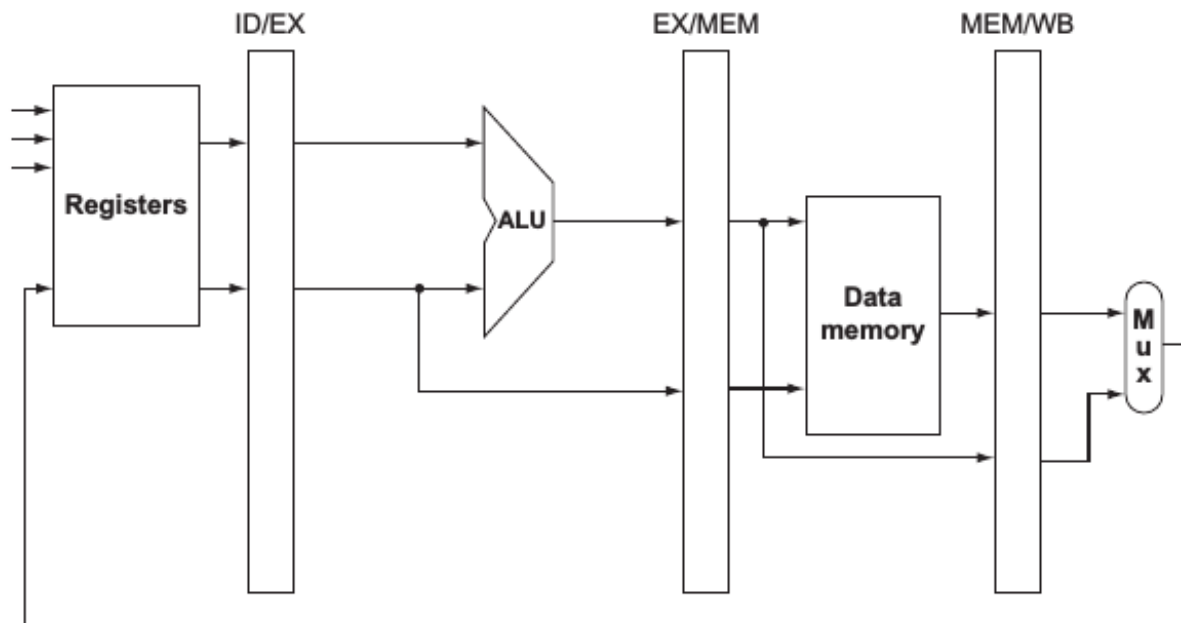 ID/EX
EX/MEM
MEM/WB
Registers
ALU
Data
memory
M
u
x